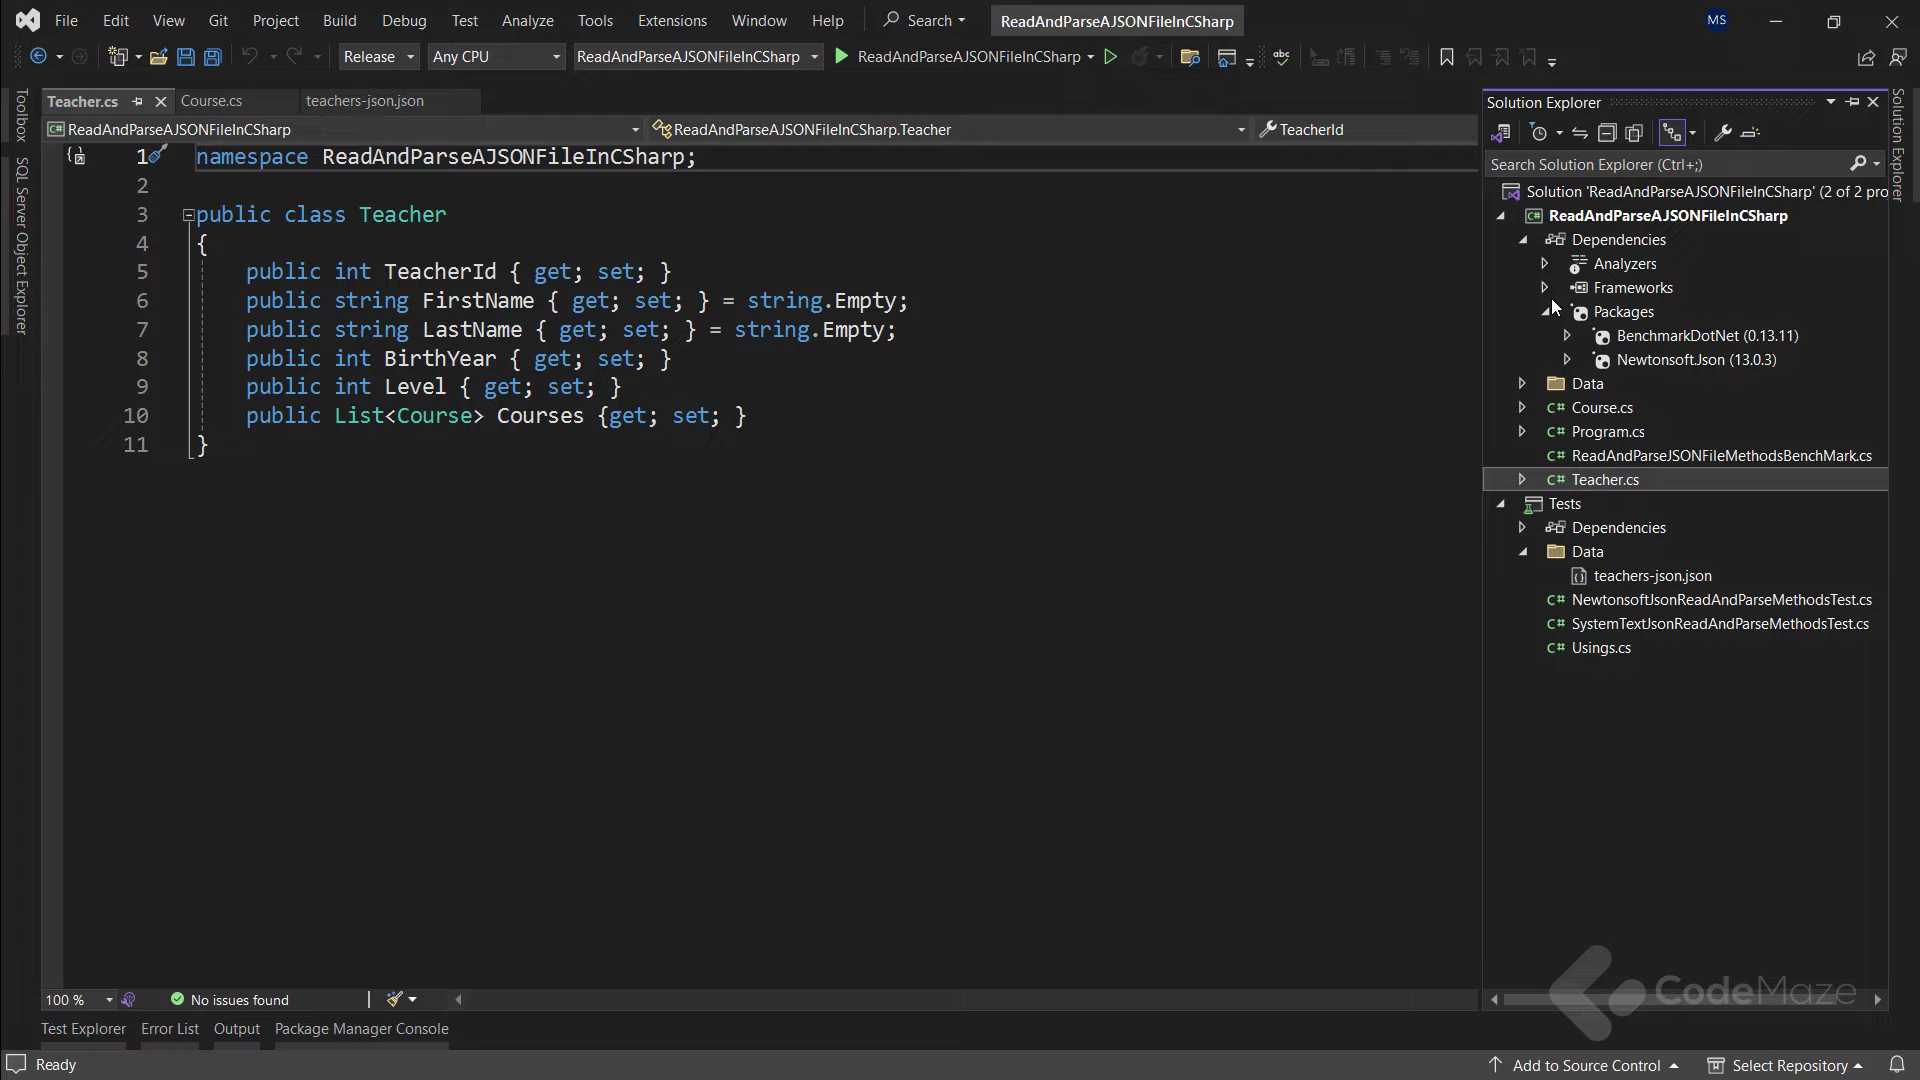 File Edit View Git Project Build Debug Test Analyze Tools Extensions Window Help Search ReadAndParseAJSONFileInCSharp MS
Release Any CPU ReadAndParseAJSONFileInCSharp ReadAndParseAJSONFileInCSharp
Toolbox
SQL Server Object Explorer
Teacher.cs Course.cs teachers-json.json
ReadAndParseAJSONFileInCSharp ReadAndParseAJSONFileInCSharp.Teacher TeacherId
1 namespace ReadAndParseAJSONFileInCSharp;
2
3 public class Teacher
4 {
5 public int TeacherId { get; set; }
6 public string FirstName { get; set; } = string.Empty;
7 public string LastName { get; set; } = string.Empty;
8 public int BirthYear { get; set; }
9 public int Level { get; set; }
10 public List<Course> Courses {get; set; }
11 }
100 % No issues found
Test Explorer Error List Output Package Manager Console
Solution Explorer
Search Solution Explorer (Ctrl+;)
Solution 'ReadAndParseAJSONFileInCSharp' (2 of 2 pro
ReadAndParseAJSONFileInCSharp
Dependencies
Analyzers
Frameworks
Packages
BenchmarkDotNet (0.13.11)
Newtonsoft.Json (13.0.3)
Data
Course.cs
Program.cs
ReadAndParseJSONFileMethodsBenchMark.cs
Teacher.cs
Tests
Dependencies
Data
teachers-json.json
NewtonsoftJsonReadAndParseMethodsTest.cs
SystemTextJsonReadAndParseMethodsTest.cs
Usings.cs
Solution Explorer
CodeMaze
Ready Add to Source Control Select Repository